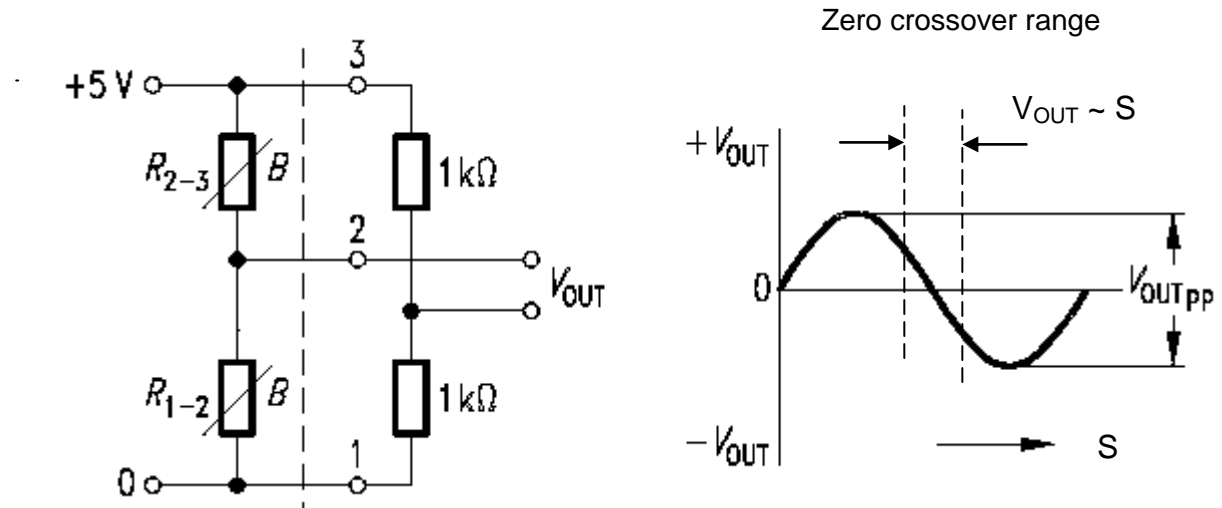 Zero crossover range
+5 V
3
R2-3
B
1 kΩ
2
VOUT
R1-2
B
1 kΩ
1
0
VOUT ~ S
+VOUT
0
VOUTpp
-VOUT
S